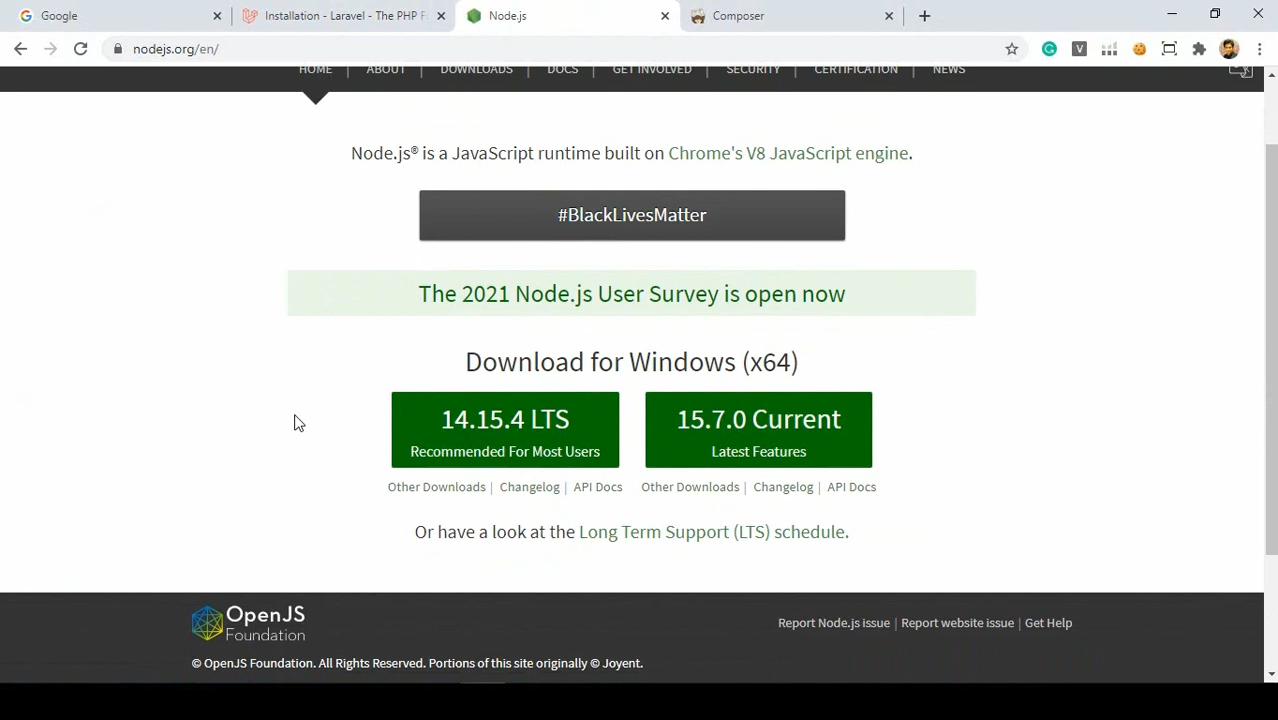 Google
Installation - Laravel - The PHP F
Node.js
Composer
nodejs.org/en/
HOME | ABOUT | DOWNLOADS | DOCS | GET INVOLVED | SECURITY | CERTIFICATION | NEWS
Node.js® is a JavaScript runtime built on Chrome's V8 JavaScript engine.
#BlackLivesMatter
The 2021 Node.js User Survey is open now
Download for Windows (x64)
14.15.4 LTS
Recommended For Most Users
15.7.0 Current
Latest Features
Other Downloads | Changelog | API Docs
Other Downloads | Changelog | API Docs
Or have a look at the Long Term Support (LTS) schedule.
OpenJS
Foundation
Report Node.js issue | Report website issue | Get Help
© OpenJS Foundation. All Rights Reserved. Portions of this site originally © Joyent.